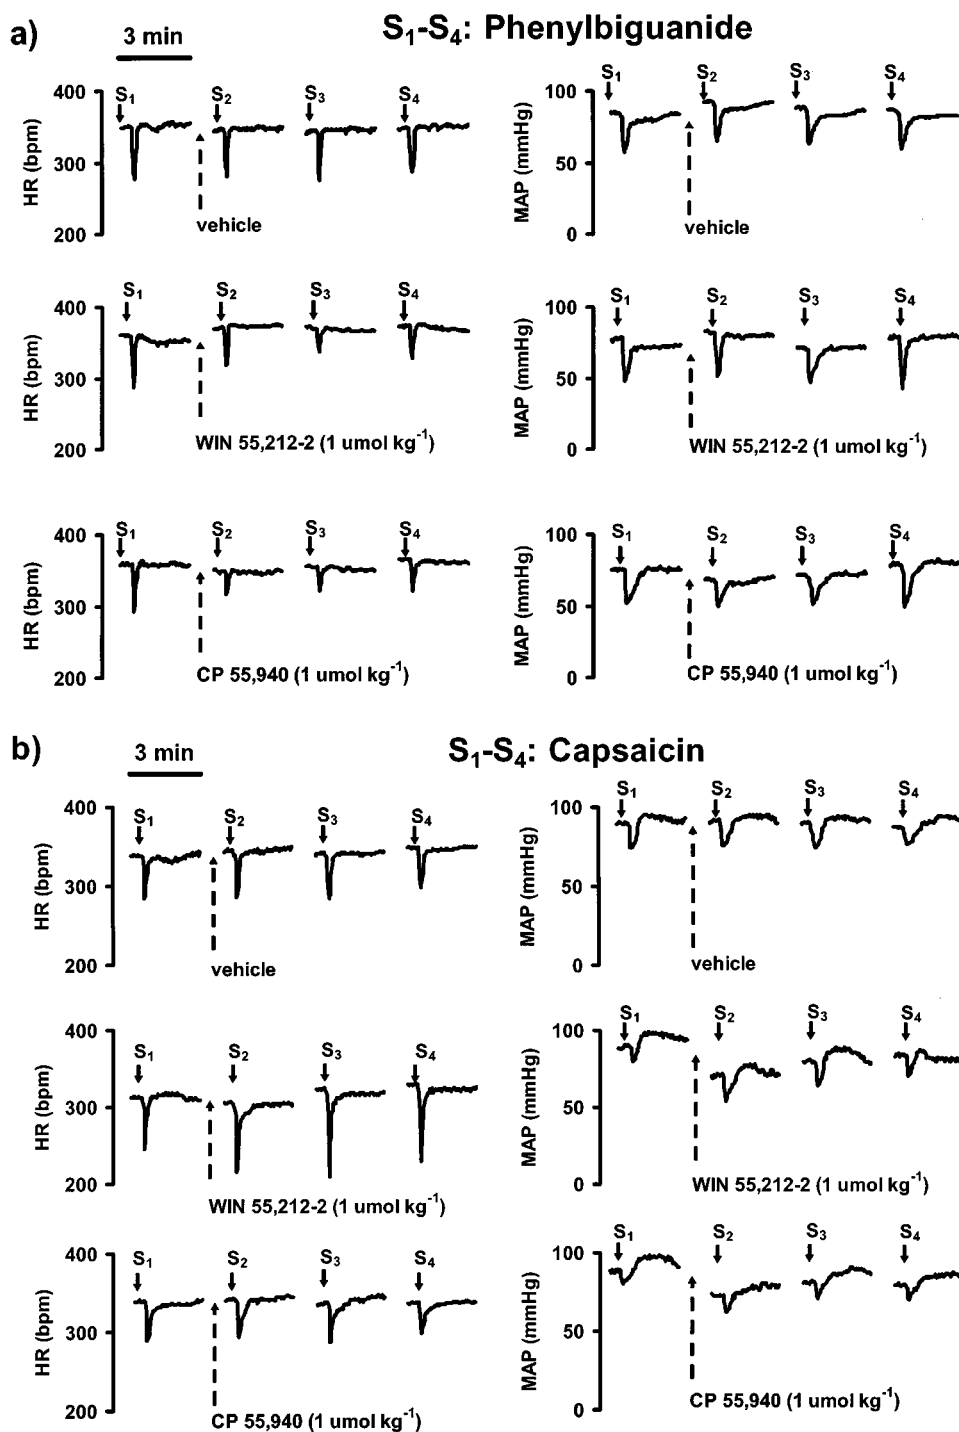 a)
S1-S4: Phenylbiguanide
3 min
HR (bpm)
400
300
200
S1
S2
S3
S4
vehicle
MAP (mmHg)
100
50
0
S1
S2
S3
S4
vehicle
HR (bpm)
400
300
200
S1
S2
S3
S4
WIN 55,212-2 (1 umol kg-1)
MAP (mmHg)
100
50
0
S1
S2
S3
S4
WIN 55,212-2 (1 umol kg-1)
HR (bpm)
400
300
200
S1
S2
S3
S4
CP 55,940 (1 umol kg-1)
MAP (mmHg)
100
50
0
S1
S2
S3
S4
CP 55,940 (1 umol kg-1)
b)
S1-S4: Capsaicin
3 min
HR (bpm)
400
300
200
S1
S2
S3
S4
vehicle
MAP (mmHg)
100
50
0
S1
S2
S3
S4
vehicle
HR (bpm)
400
300
200
S1
S2
S3
S4
WIN 55,212-2 (1 umol kg-1)
MAP (mmHg)
100
50
0
S1
S2
S3
S4
WIN 55,212-2 (1 umol kg-1)
HR (bpm)
400
300
200
S1
S2
S3
S4
CP 55,940 (1 umol kg-1)
MAP (mmHg)
100
50
0
S1
S2
S3
S4
CP 55,940 (1 umol kg-1)